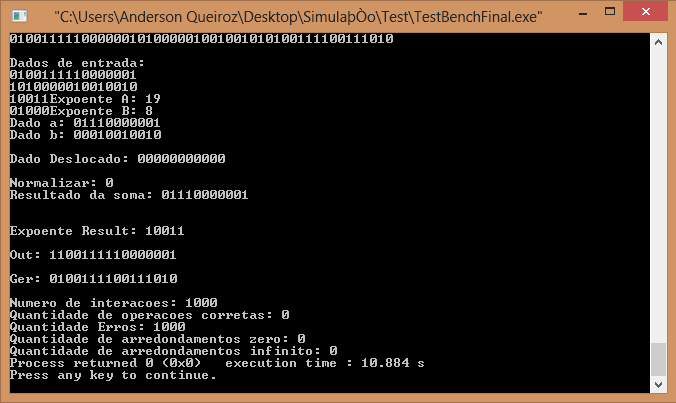 "C:\Users\Anderson Queiroz\Desktop\SimulaþÒo\Test\TestBenchFinal.exe"
010011111000000101000001001001010100111100111010
Dados de entrada:
0100111110000001
1010000010010010
10011Expoente A: 19
01000Expoente B: 8
Dado a: 01110000001
Dado b: 00010010010
Dado Deslocado: 00000000000
Normalizar: 0
Resultado da soma: 01110000001
Expoente Result: 10011
Out: 1100111110000001
Ger: 0100111100111010
Numero de interacoes: 1000
Quantidade de operacoes corretas: 0
Quantidade Erros: 1000
Quantidade de arredondamentos zero: 0
Quantidade de arredondamentos infinito: 0
Process returned 0 (0x0)   execution time : 10.884 s
Press any key to continue.